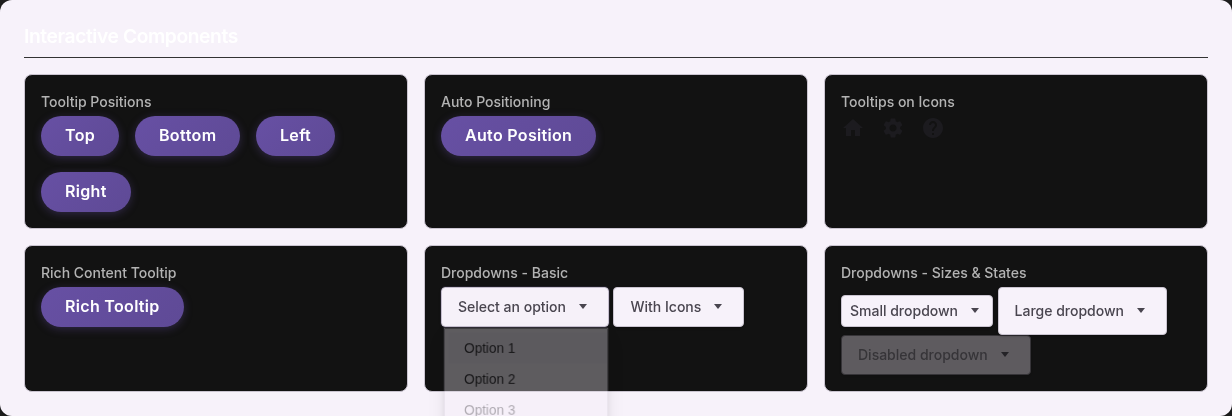 Interactive Components
Tooltip Positions
Top
Bottom
Left
Right
Auto Positioning
Auto Position
Tooltips on Icons
Rich Content Tooltip
Rich Tooltip
Dropdowns - Basic
Select an option
With Icons
Option 1
Option 2
Option 3
Dropdowns - Sizes & States
Small dropdown
Large dropdown
Disabled dropdown